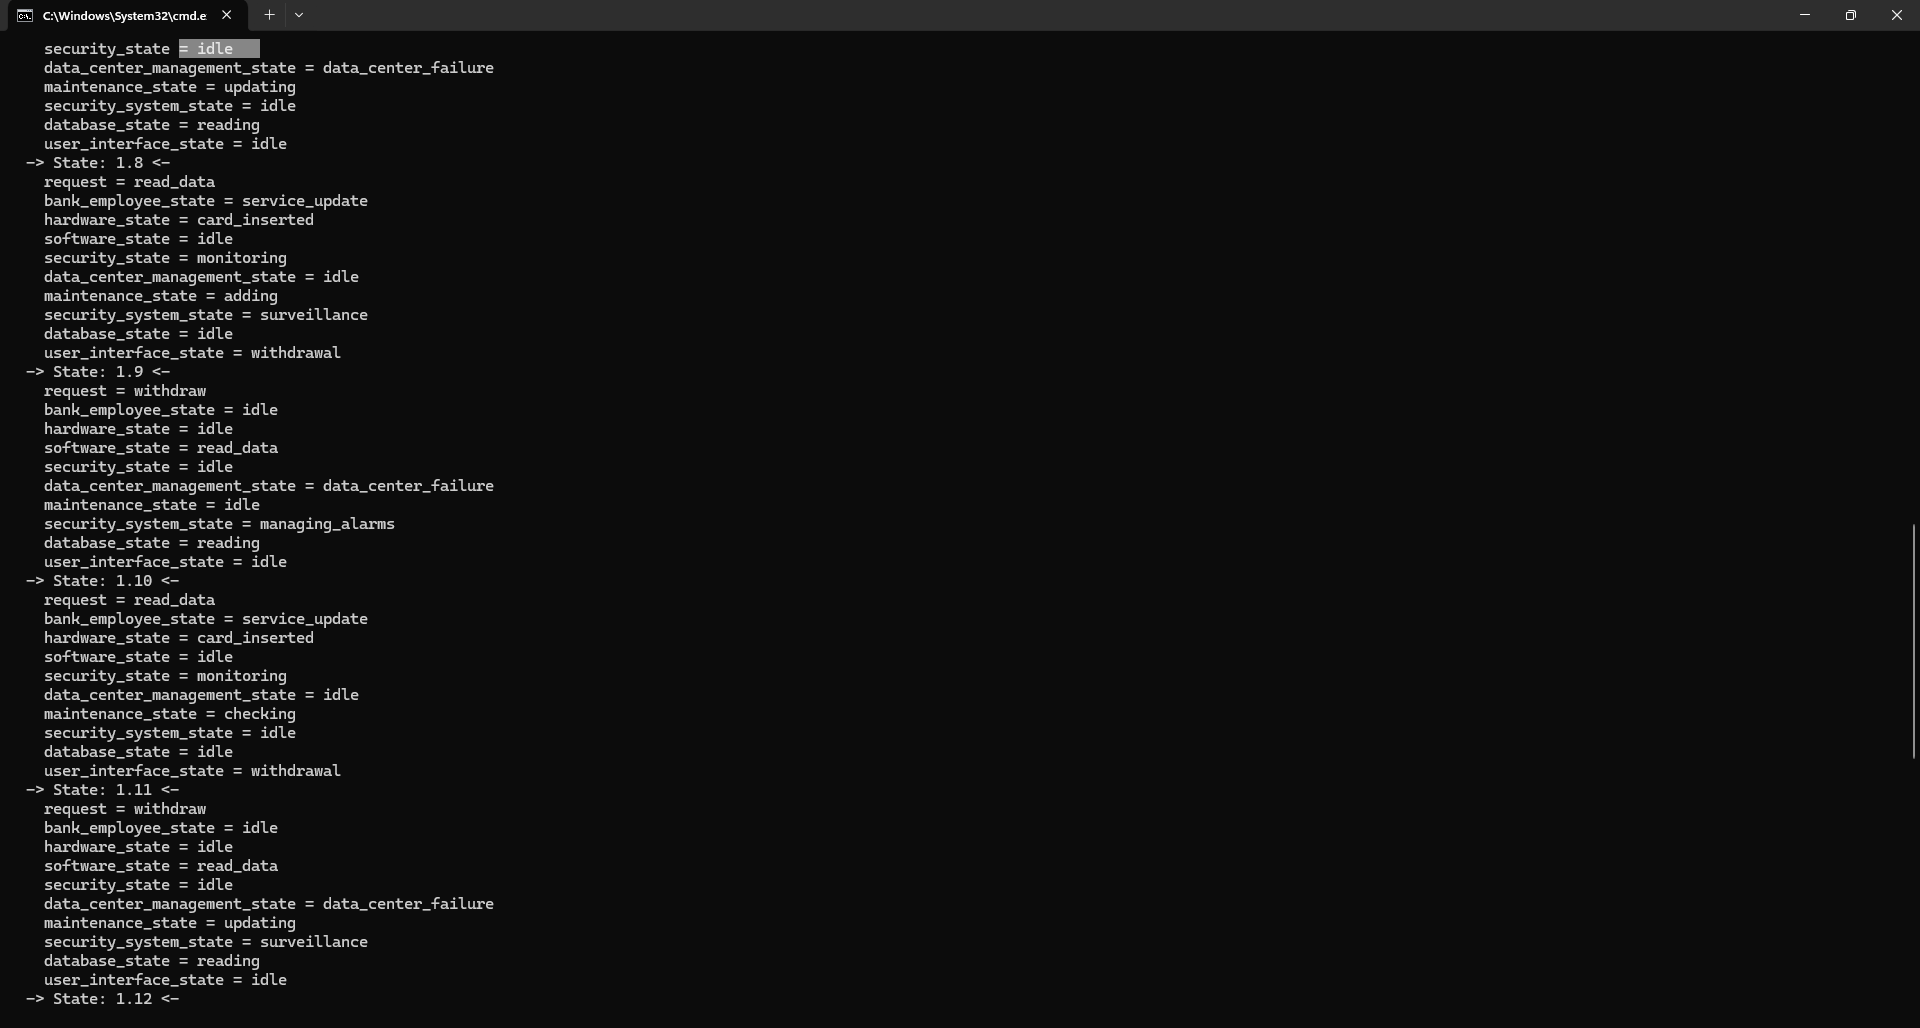 C:\Windows\System32\cmd.e
security_state = idle
data_center_management_state = data_center_failure
maintenance_state = updating
security_system_state = idle
database_state = reading
user_interface_state = idle
-> State: 1.8 <-
request = read_data
bank_employee_state = service_update
hardware_state = card_inserted
software_state = idle
security_state = monitoring
data_center_management_state = idle
maintenance_state = adding
security_system_state = surveillance
database_state = idle
user_interface_state = withdrawal
-> State: 1.9 <-
request = withdraw
bank_employee_state = idle
hardware_state = idle
software_state = read_data
security_state = idle
data_center_management_state = data_center_failure
maintenance_state = idle
security_system_state = managing_alarms
database_state = reading
user_interface_state = idle
-> State: 1.10 <-
request = read_data
bank_employee_state = service_update
hardware_state = card_inserted
software_state = idle
security_state = monitoring
data_center_management_state = idle
maintenance_state = checking
security_system_state = idle
database_state = idle
user_interface_state = withdrawal
-> State: 1.11 <-
request = withdraw
bank_employee_state = idle
hardware_state = idle
software_state = read_data
security_state = idle
data_center_management_state = data_center_failure
maintenance_state = updating
security_system_state = surveillance
database_state = reading
user_interface_state = idle
-> State: 1.12 <-